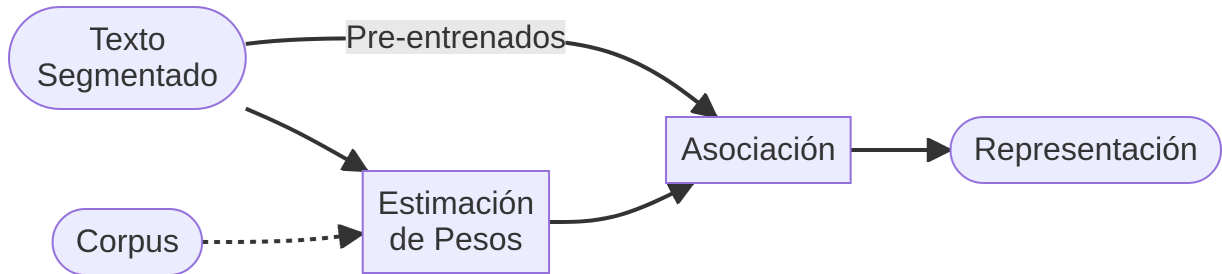 Texto
Segmentado
Pre-entrenados
Asociación
Representación
Estimación
de Pesos
Corpus